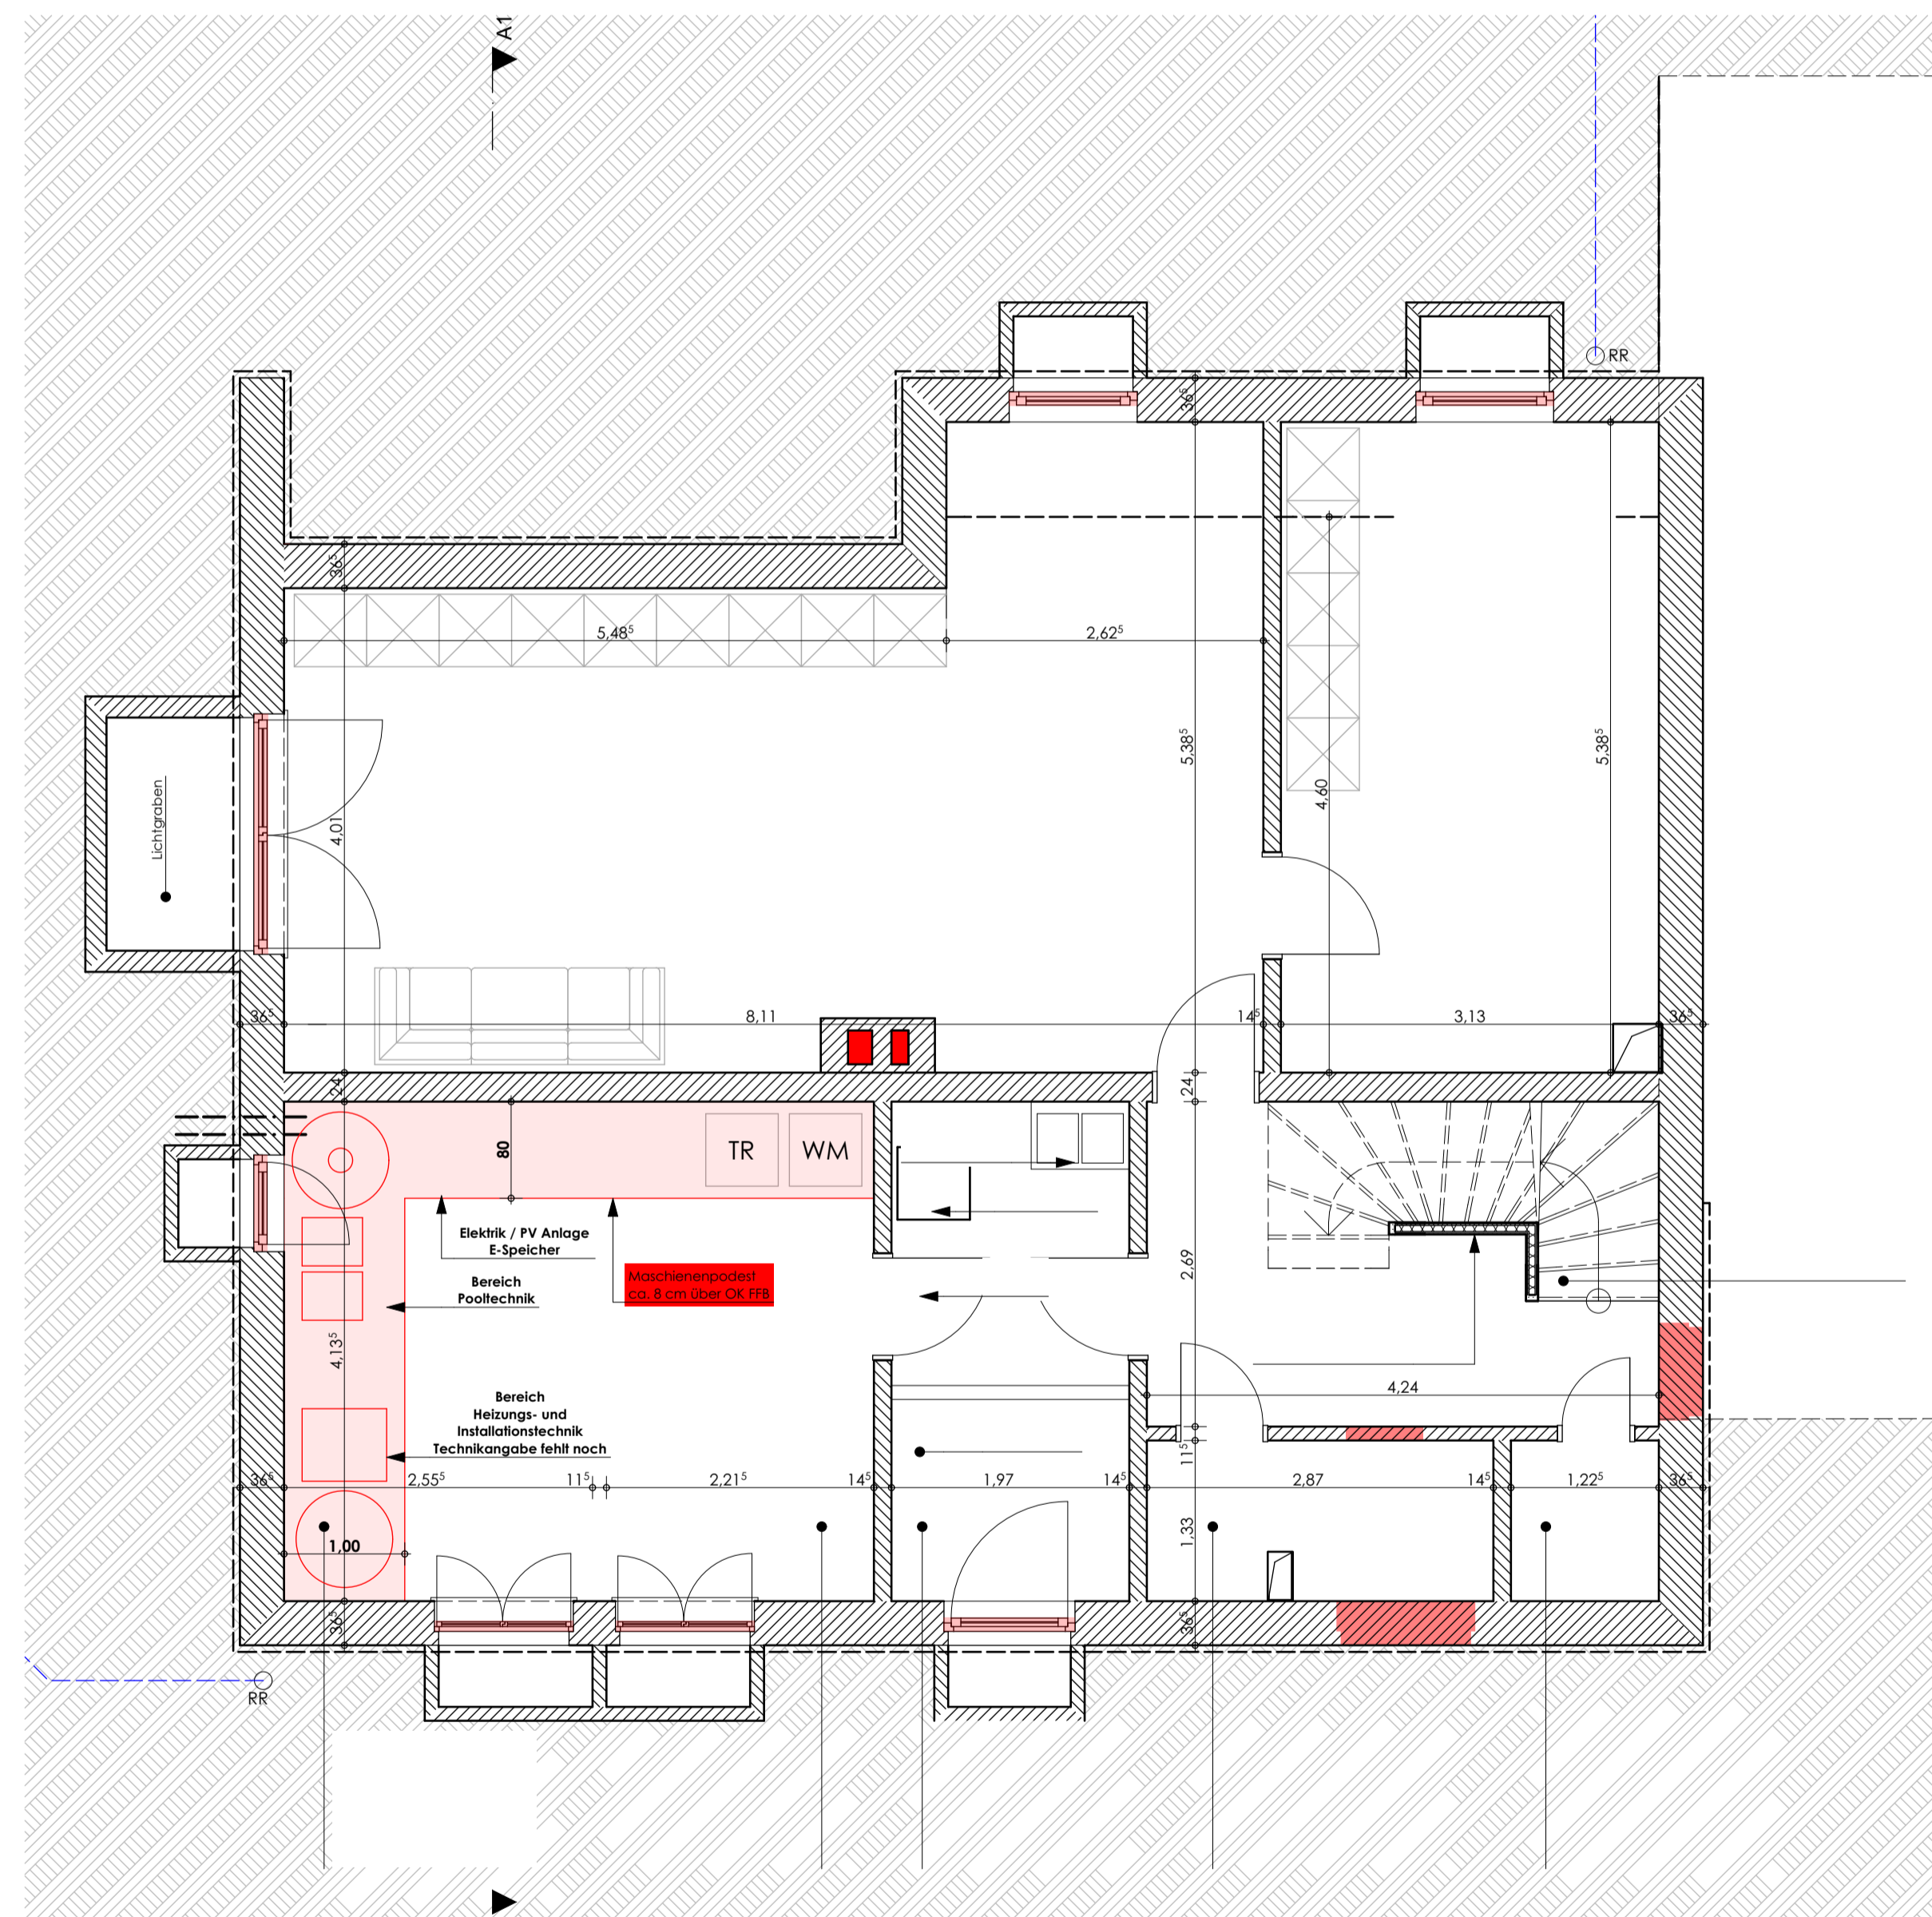 A1
RR
36⁵
36⁵
5,48⁵
2,62⁵
5,38⁵
5,38⁵
4,60
4,01
Lichtgraben
36⁵
8,11
14⁵
3,13
36⁵
24
24
80
TR
WM
Elektrik / PV Anlage
E-Speicher
Maschienenpodest
ca. 8 cm über OK FFB
Bereich
Pooltechnik
2,69
4,13⁵
4,24
Bereich
Heizungs- und
Installationstechnik
Technikangabe fehlt noch
11⁵
36⁵
2,55⁵
11⁵
2,21⁵
14⁵
1,97
14⁵
2,87
14⁵
1,22⁵
36⁵
1,33
1,00
36⁵
36⁵
RR